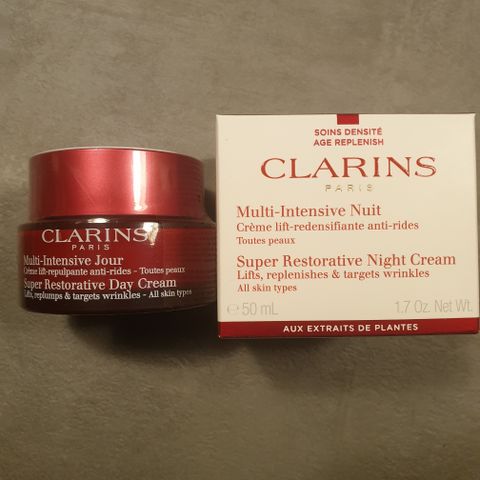 CLARINS
PARIS
Multi-Intensive Jour
Crème lift-repulpante anti-rides - Toutes peaux
Super Restorative Day Cream
Lifts, replumps & targets wrinkles - All skin types
SOINS DENSITÉ
AGE REPLENISH
CLARINS
PARIS
Multi-Intensive Nuit
Crème lift-redensifiante anti-rides
Toutes peaux
Super Restorative Night Cream
Lifts, replenishes & targets wrinkles
All skin types
℮ 50 mL 1.7 Oz. Net Wt.
AUX EXTRAITS DE PLANTES